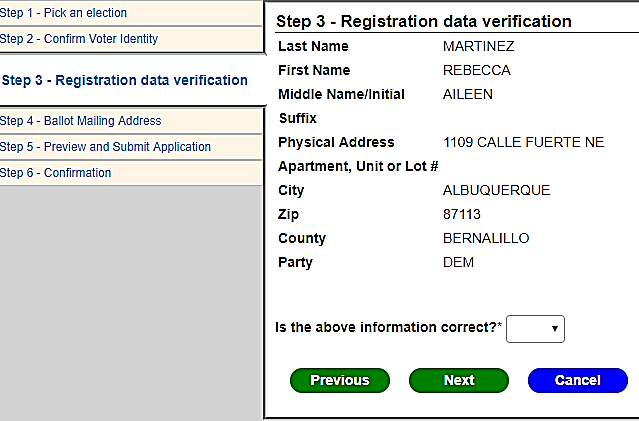 Step 1 - Pick an election
Step 2 - Confirm Voter Identity
Step 3 - Registration data verification
Step 4 - Ballot Mailing Address
Step 5 - Preview and Submit Application
Step 6 - Confirmation
Step 3 - Registration data verification
Last Name MARTINEZ
First Name REBECCA
Middle Name/Initial AILEEN
Suffix
Physical Address 1109 CALLE FUERTE NE
Apartment, Unit or Lot #
City ALBUQUERQUE
Zip 87113
County BERNALILLO
Party DEM
Is the above information correct?*
Previous Next Cancel